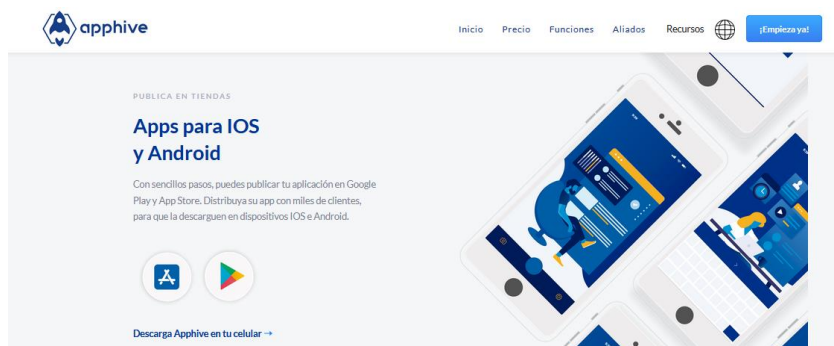 apphive
Inicio Precio Funciones Aliados Recursos ¡Empieza ya!
PUBLICA EN TIENDAS
Apps para IOS
y Android
Con sencillos pasos, puedes publicar tu aplicación en Google
Play y App Store. Distribuya su app con miles de clientes,
para que la descarguen en dispositivos IOS e Android.
Descarga Apphive en tu celular →